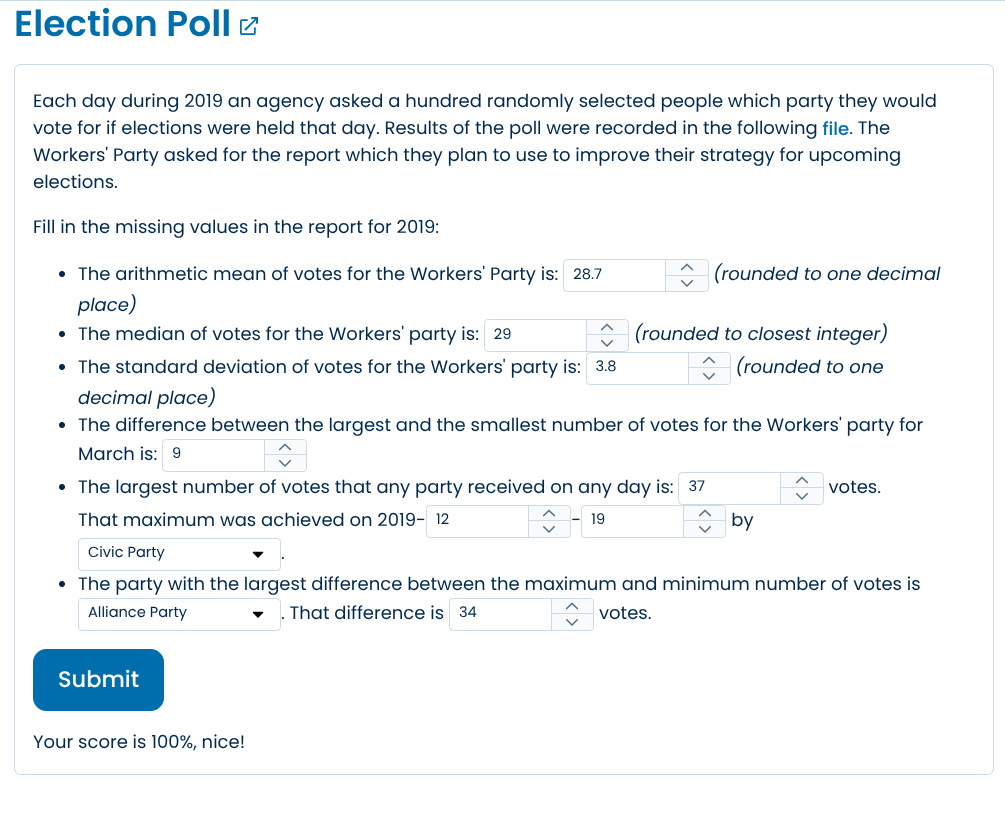 Election Poll
Each day during 2019 an agency asked a hundred randomly selected people which party they would
vote for if elections were held that day. Results of the poll were recorded in the following file. The
Workers' Party asked for the report which they plan to use to improve their strategy for upcoming
elections.
Fill in the missing values in the report for 2019:
• The arithmetic mean of votes for the Workers' Party is: 28.7 (rounded to one decimal
place)
• The median of votes for the Workers' party is: 29 (rounded to closest integer)
• The standard deviation of votes for the Workers' party is: 3.8 (rounded to one
decimal place)
• The difference between the largest and the smallest number of votes for the Workers' party for
March is: 9
• The largest number of votes that any party received on any day is: 37 votes.
That maximum was achieved on 2019- 12 - 19 by
Civic Party .
• The party with the largest difference between the maximum and minimum number of votes is
Alliance Party . That difference is 34 votes.
Submit
Your score is 100%, nice!